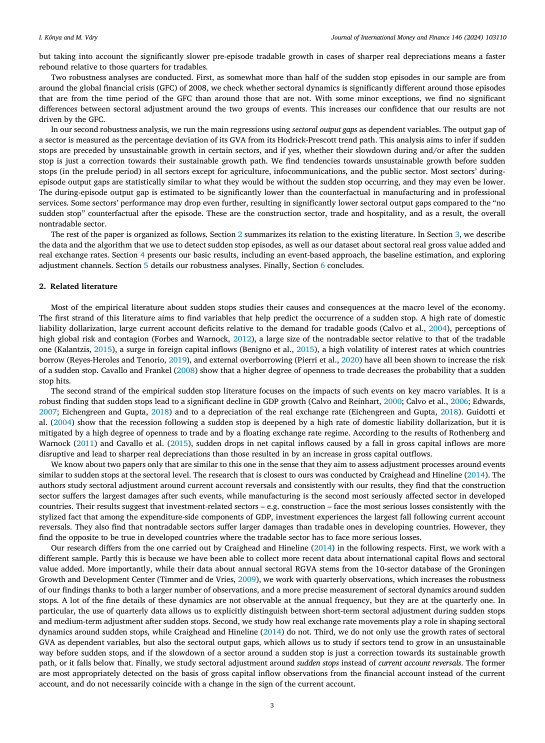 I. Kónya and M. Váry
Journal of International Money and Finance 146 (2024) 103110
but taking into account the significantly slower pre-episode tradable growth in cases of sharper real depreciations means a faster
rebound relative to those quarters for tradables.
Two robustness analyses are conducted. First, as somewhat more than half of the sudden stop episodes in our sample are from
around the global financial crisis (GFC) of 2008, we check whether sectoral dynamics is significantly different around those episodes
that are from the time period of the GFC than around those that are not. With some minor exceptions, we find no significant
differences between sectoral adjustment around the two groups of events. This increases our confidence that our results are not
driven by the GFC.
In our second robustness analysis, we run the main regressions using sectoral output gaps as dependent variables. The output gap of
a sector is measured as the percentage deviation of its GVA from its Hodrick-Prescott trend path. This analysis aims to infer if sudden
stops are preceded by unsustainable growth in certain sectors, and if yes, whether their slowdown during and/or after the sudden
stop is just a correction towards their sustainable growth path. We find tendencies towards unsustainable growth before sudden
stops (in the prelude period) in all sectors except for agriculture, infocommunications, and the public sector. Most sectors' during-
episode output gaps are statistically similar to what they would be without the sudden stop occurring, and they may even be lower.
The during-episode output gap is estimated to be significantly lower than the counterfactual in manufacturing and in professional
services. Some sectors' performance may drop even further, resulting in significantly lower sectoral output gaps compared to the "no
sudden stop" counterfactual after the episode. These are the construction sector, trade and hospitality, and as a result, the overall
nontradable sector.
The rest of the paper is organized as follows. Section 2 summarizes its relation to the existing literature. In Section 3, we describe
the data and the algorithm that we use to detect sudden stop episodes, as well as our dataset about sectoral real gross value added and
real exchange rates. Section 4 presents our basic results, including an event-based approach, the baseline estimation, and exploring
adjustment channels. Section 5 details our robustness analyses. Finally, Section 6 concludes.
2. Related literature
Most of the empirical literature about sudden stops studies their causes and consequences at the macro level of the economy.
The first strand of this literature aims to find variables that help predict the occurrence of a sudden stop. A high rate of domestic
liability dollarization, large current account deficits relative to the demand for tradable goods (Calvo et al., 2004), perceptions of
high global risk and contagion (Forbes and Warnock, 2012), a large size of the nontradable sector relative to that of the tradable
one (Kalantzis, 2015), a surge in foreign capital inflows (Benigno et al., 2015), a high volatility of interest rates at which countries
borrow (Reyes-Heroles and Tenorio, 2019), and external overborrowing (Pierri et al., 2020) have all been shown to increase the risk
of a sudden stop. Cavallo and Frankel (2008) show that a higher degree of openness to trade decreases the probability that a sudden
stop hits.
The second strand of the empirical sudden stop literature focuses on the impacts of such events on key macro variables. It is a
robust finding that sudden stops lead to a significant decline in GDP growth (Calvo and Reinhart, 2000; Calvo et al., 2006; Edwards,
2007; Eichengreen and Gupta, 2018) and to a depreciation of the real exchange rate (Eichengreen and Gupta, 2018). Guidotti et
al. (2004) show that the recession following a sudden stop is deepened by a high rate of domestic liability dollarization, but it is
mitigated by a high degree of openness to trade and by a floating exchange rate regime. According to the results of Rothenberg and
Warnock (2011) and Cavallo et al. (2015), sudden drops in net capital inflows caused by a fall in gross capital inflows are more
disruptive and lead to sharper real depreciations than those resulted in by an increase in gross capital outflows.
We know about two papers only that are similar to this one in the sense that they aim to assess adjustment processes around events
similar to sudden stops at the sectoral level. The research that is closest to ours was conducted by Craighead and Hineline (2014). The
authors study sectoral adjustment around current account reversals and consistently with our results, they find that the construction
sector suffers the largest damages after such events, while manufacturing is the second most seriously affected sector in developed
countries. Their results suggest that investment-related sectors – e.g. construction – face the most serious losses consistently with the
stylized fact that among the expenditure-side components of GDP, investment experiences the largest fall following current account
reversals. They also find that nontradable sectors suffer larger damages than tradable ones in developing countries. However, they
find the opposite to be true in developed countries where the tradable sector has to face more serious losses.
Our research differs from the one carried out by Craighead and Hineline (2014) in the following respects. First, we work with a
different sample. Partly this is because we have been able to collect more recent data about international capital flows and sectoral
value added. More importantly, while their data about annual sectoral RGVA stems from the 10-sector database of the Groningen
Growth and Development Center (Timmer and de Vries, 2009), we work with quarterly observations, which increases the robustness
of our findings thanks to both a larger number of observations, and a more precise measurement of sectoral dynamics around sudden
stops. A lot of the fine details of these dynamics are not observable at the annual frequency, but they are at the quarterly one. In
particular, the use of quarterly data allows us to explicitly distinguish between short-term sectoral adjustment during sudden stops
and medium-term adjustment after sudden stops. Second, we study how real exchange rate movements play a role in shaping sectoral
dynamics around sudden stops, while Craighead and Hineline (2014) do not. Third, we do not only use the growth rates of sectoral
GVA as dependent variables, but also the sectoral output gaps, which allows us to study if sectors tend to grow in an unsustainable
way before sudden stops, and if the slowdown of a sector around a sudden stop is just a correction towards its sustainable growth
path, or it falls below that. Finally, we study sectoral adjustment around sudden stops instead of current account reversals. The former
are most appropriately detected on the basis of gross capital inflow observations from the financial account instead of the current
account, and do not necessarily coincide with a change in the sign of the current account.
3